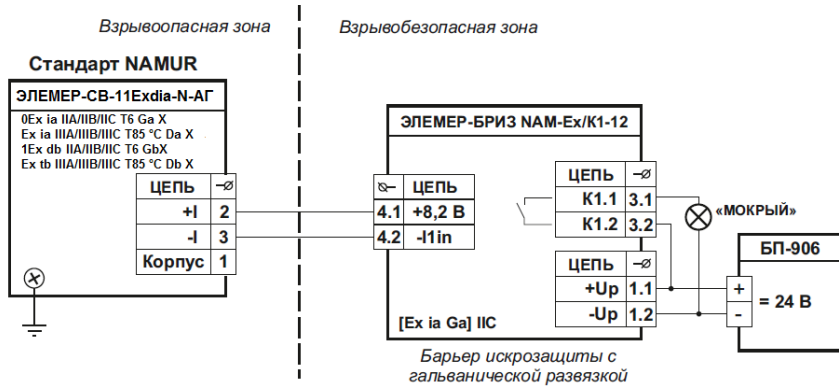 Взрывоопасная зона
Взрывобезопасная зона
Стандарт NAMUR
ЭЛЕМЕР-СВ-11Exdia-N-АГ
0Ex ia IIA/IIB/IIC T6 Ga X
Ex ia IIIA/IIIB/IIIC T85 °C Da X
1Ex db IIA/IIB/IIC T6 GbX
Ex tb IIIA/IIIB/IIIC T85 °C Db X
ЦЕПЬ
+I 2
-I 3
Корпус 1
ЭЛЕМЕР-БРИЗ NAM-Ex/K1-12
ЦЕПЬ
4.1 +8,2 В
4.2 -I1in
ЦЕПЬ
К1.1 3.1
К1.2 3.2
«МОКРЫЙ»
ЦЕПЬ
+Up 1.1
-Up 1.2
[Ex ia Ga] IIC
БП-906
+
= 24 В
-
Барьер искрозащиты с
гальванической развязкой